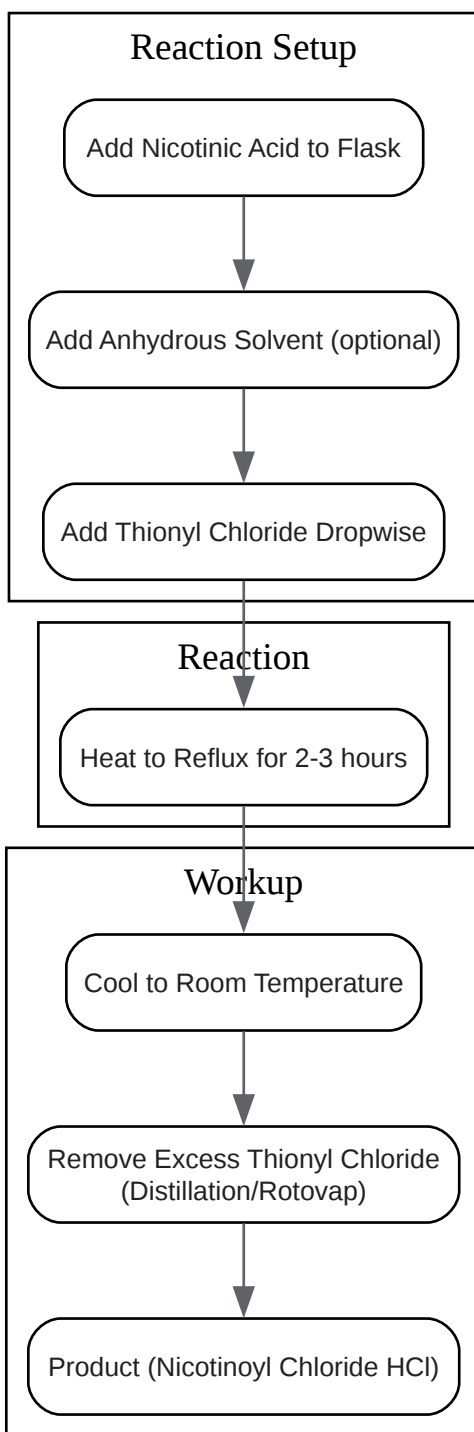 Reaction Setup
Add Nicotinic Acid to Flask
Add Anhydrous Solvent (optional)
Add Thionyl Chloride Dropwise
Reaction
Heat to Reflux for 2-3 hours
Workup
Cool to Room Temperature
Remove Excess Thionyl Chloride
(Distillation/Rotovap)
Product (Nicotinoyl Chloride HCl)